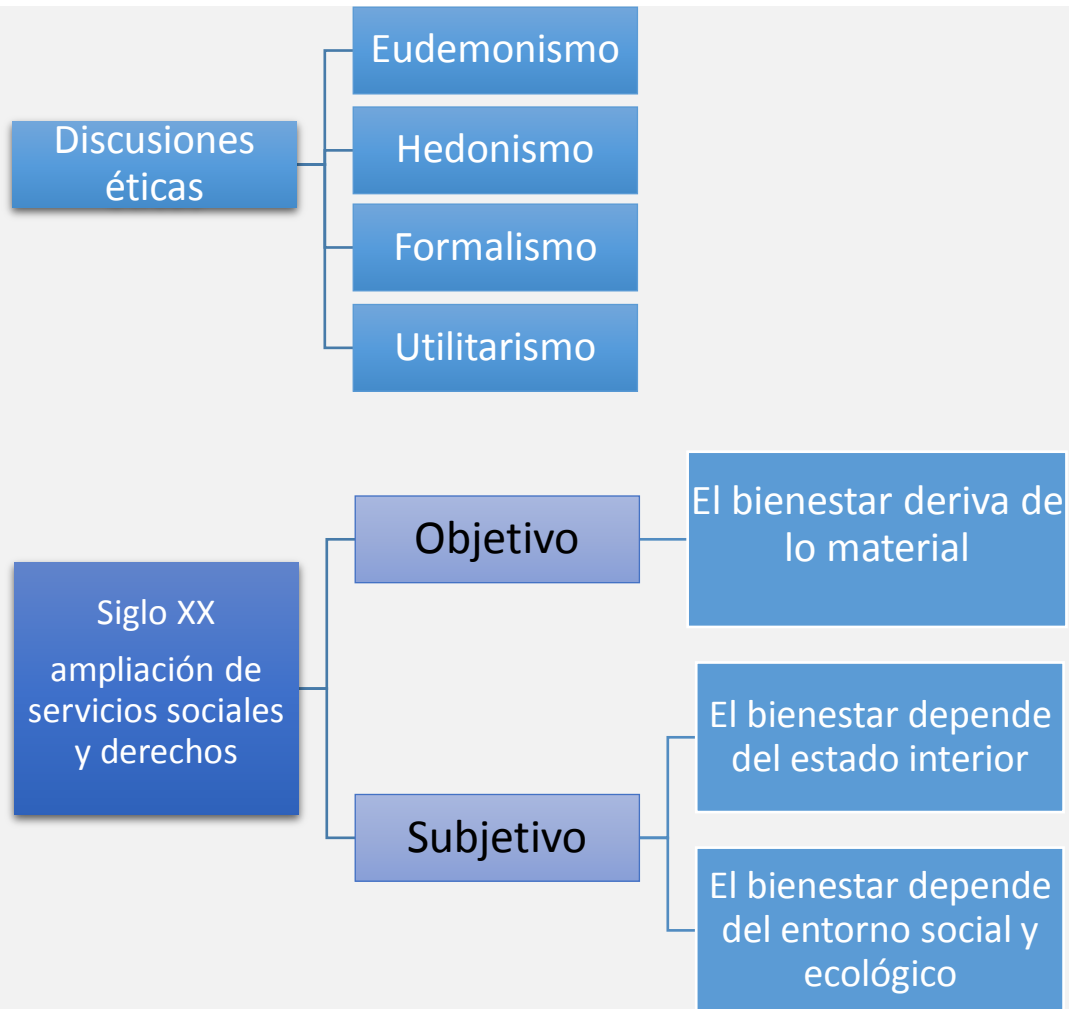 Discusiones
éticas
Eudemonismo
Hedonismo
Formalismo
Utilitarismo
Siglo XX
ampliación de
servicios sociales
y derechos
Objetivo
El bienestar deriva de
lo material
Subjetivo
El bienestar depende
del estado interior
El bienestar depende
del entorno social y
ecológico